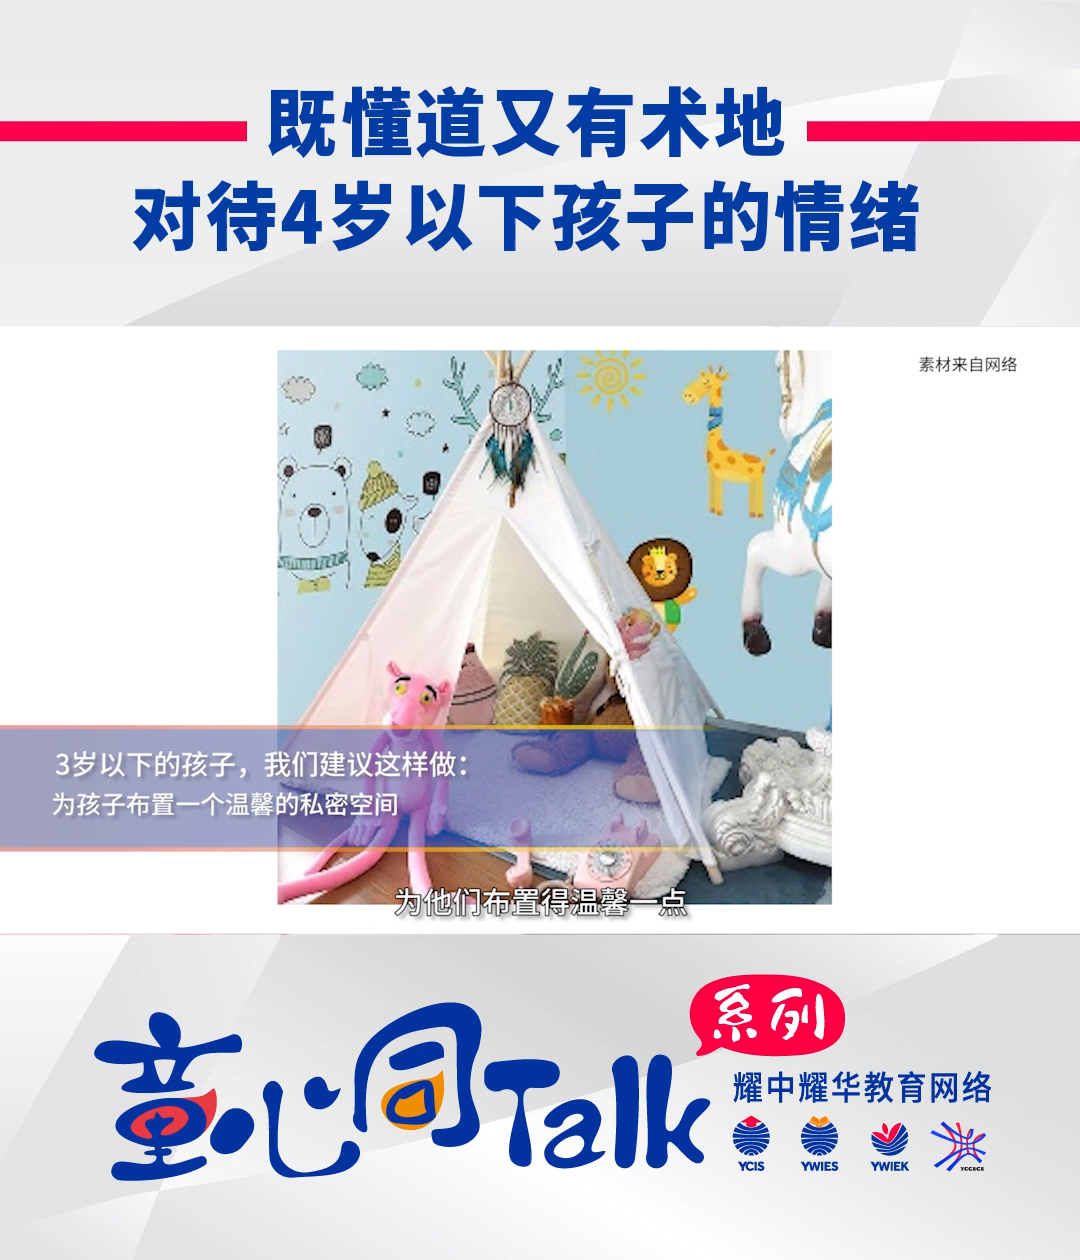 既懂道又有术地
对待4岁以下孩子的情绪
素材来自网络
3岁以下的孩子，我们建议这样做：
为孩子布置一个温馨的私密空间
为他们布置得温馨一点
童心同Talk
系列
耀中耀华教育网络
YCIS YWIES YWIEK YCCECE